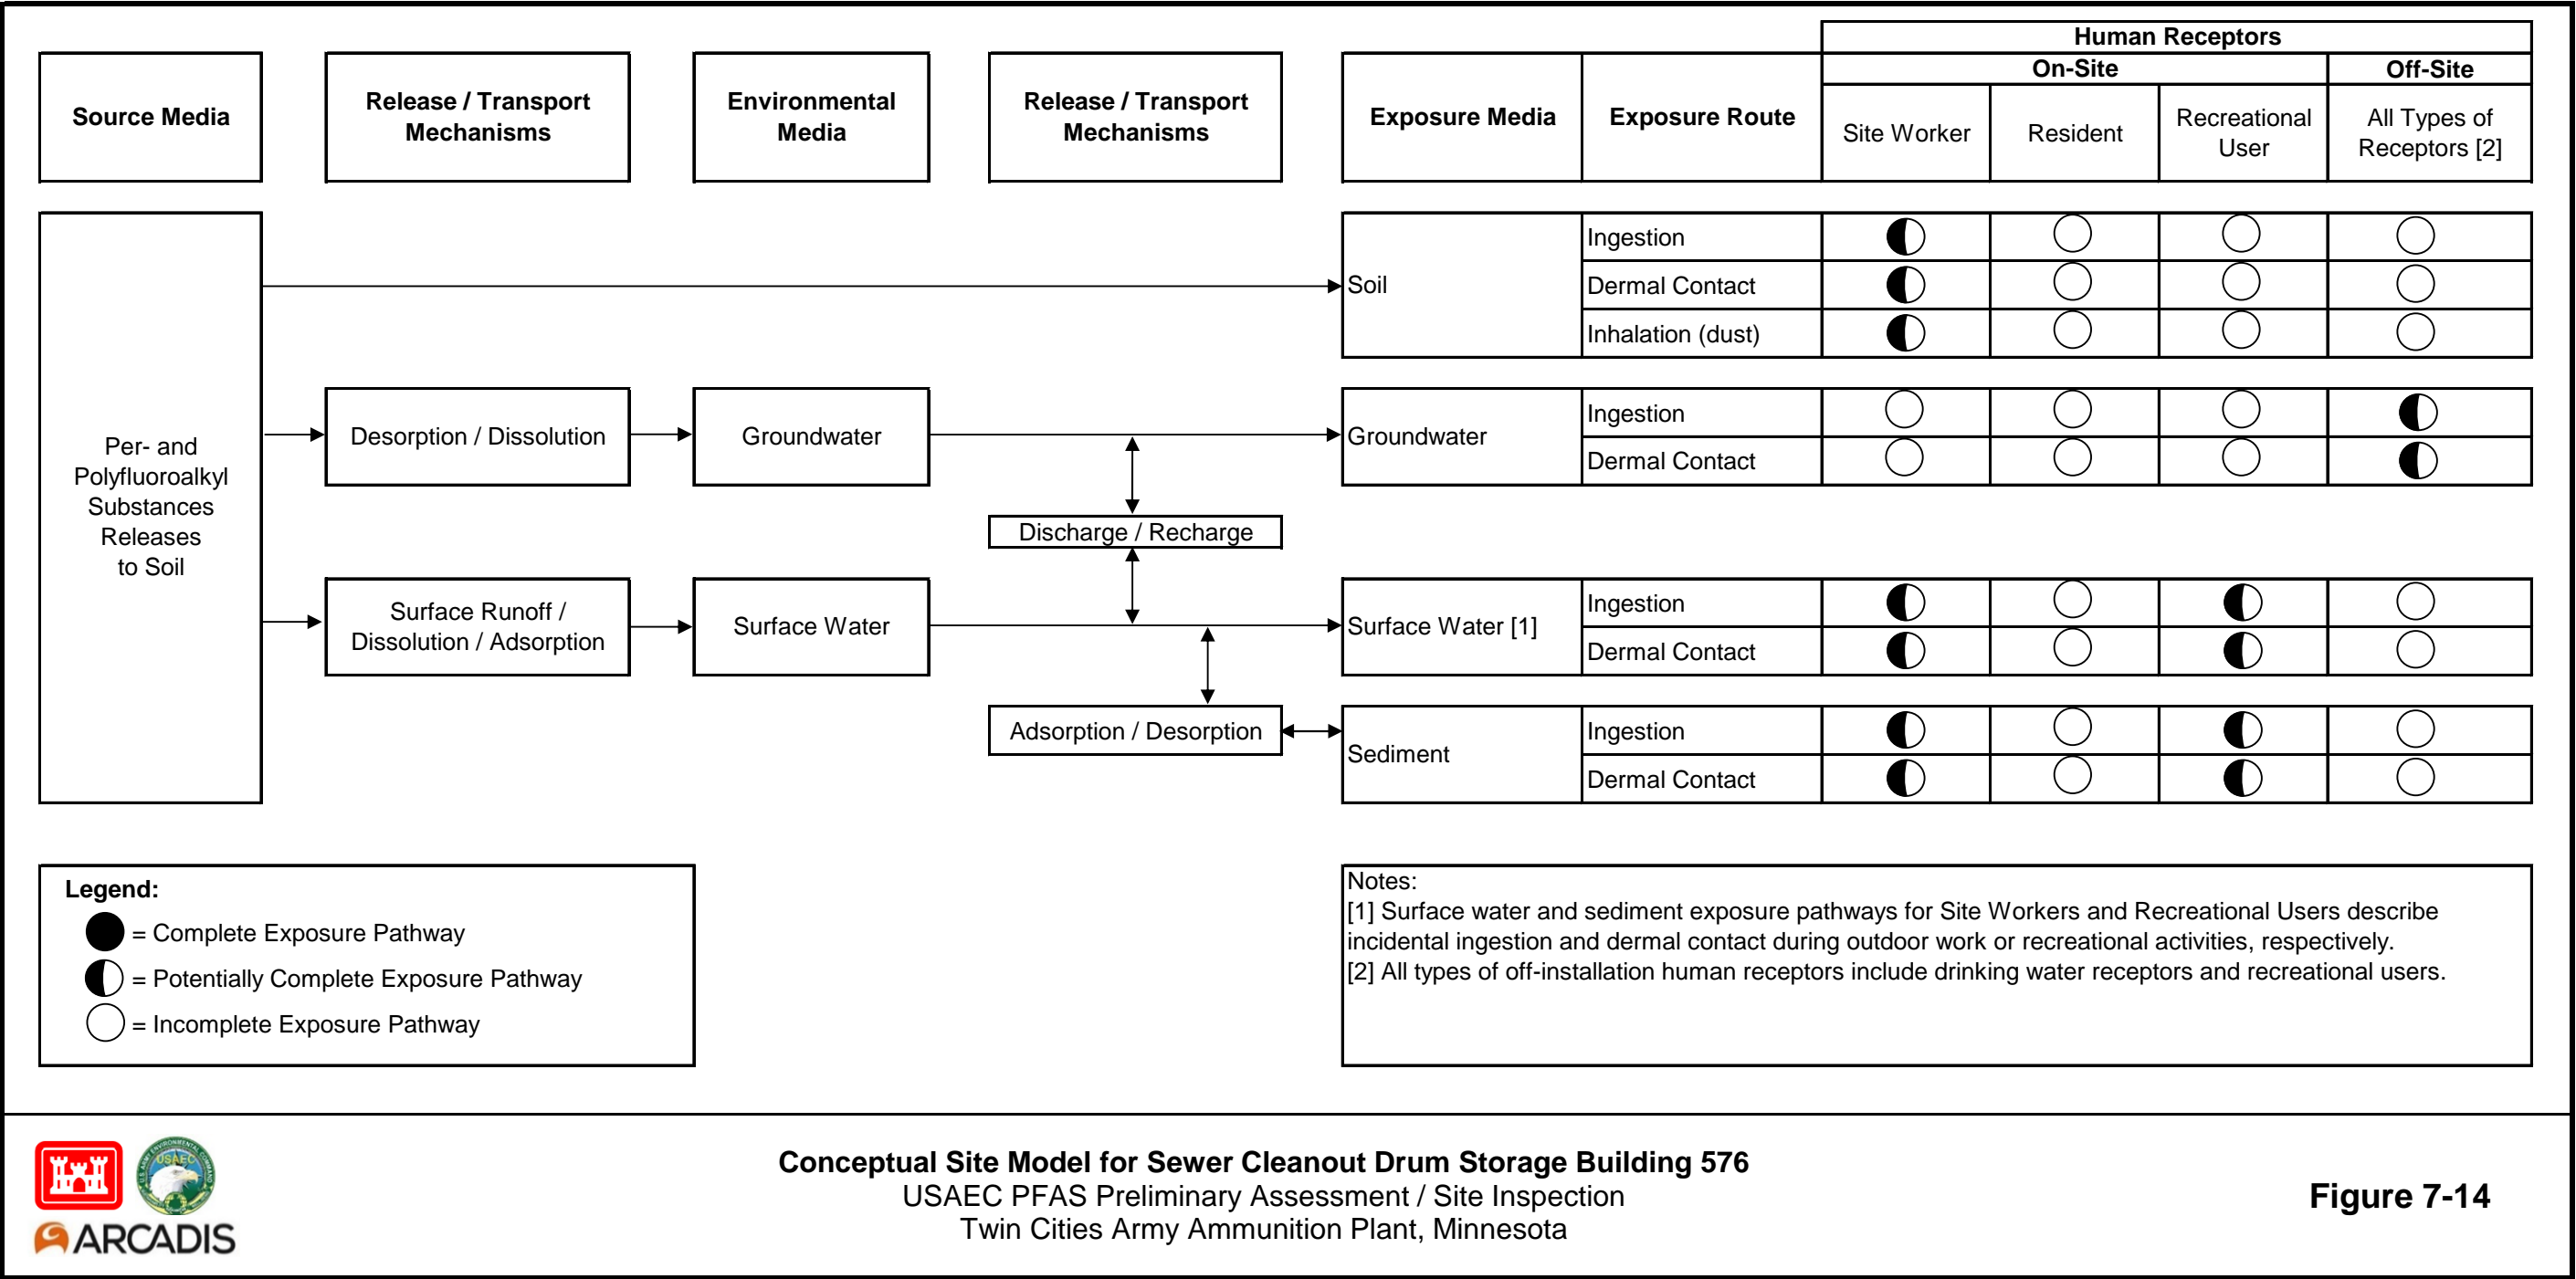 Human Receptors
On-Site
Off-Site
Source Media
Release / Transport
Mechanisms
Environmental
Media
Release / Transport
Mechanisms
Exposure Media
Exposure Route
Site Worker
Resident
Recreational
User
All Types of
Receptors [2]
Per- and
Polyfluoroalkyl
Substances
Releases
to Soil
Soil
Ingestion
Dermal Contact
Inhalation (dust)
Desorption / Dissolution
Groundwater
Groundwater
Ingestion
Dermal Contact
Discharge / Recharge
Surface Runoff /
Dissolution / Adsorption
Surface Water
Surface Water [1]
Ingestion
Dermal Contact
Adsorption / Desorption
Sediment
Ingestion
Dermal Contact
Legend:
= Complete Exposure Pathway
= Potentially Complete Exposure Pathway
= Incomplete Exposure Pathway
Notes:
[1] Surface water and sediment exposure pathways for Site Workers and Recreational Users describe
incidental ingestion and dermal contact during outdoor work or recreational activities, respectively.
[2] All types of off-installation human receptors include drinking water receptors and recreational users.
USAEC
ARCADIS
Conceptual Site Model for Sewer Cleanout Drum Storage Building 576
USAEC PFAS Preliminary Assessment / Site Inspection
Twin Cities Army Ammunition Plant, Minnesota
Figure 7-14